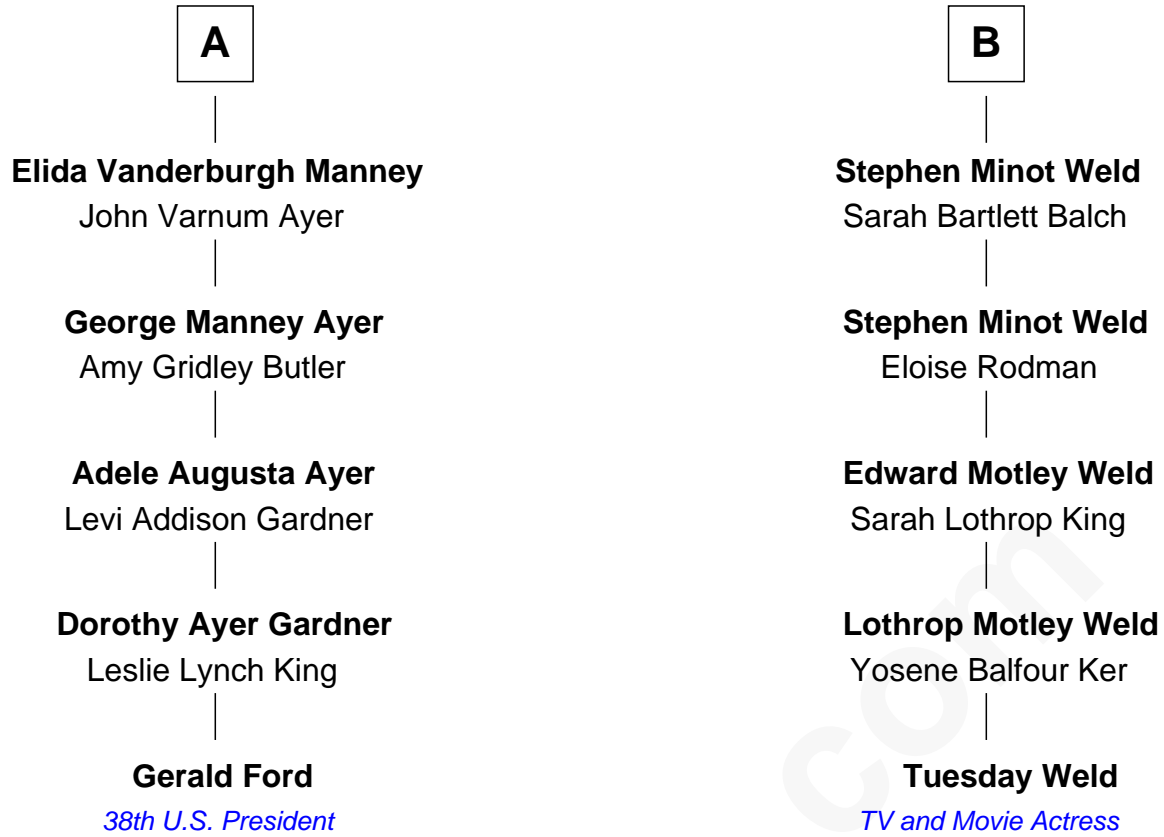 A
Elida Vanderburgh Manney
John Varnum Ayer
George Manney Ayer
Amy Gridley Butler
Adele Augusta Ayer
Levi Addison Gardner
Dorothy Ayer Gardner
Leslie Lynch King
Gerald Ford
38th U.S. President
B
Stephen Minot Weld
Sarah Bartlett Balch
Stephen Minot Weld
Eloise Rodman
Edward Motley Weld
Sarah Lothrop King
Lothrop Motley Weld
Yosene Balfour Ker
Tuesday Weld
TV and Movie Actress
com